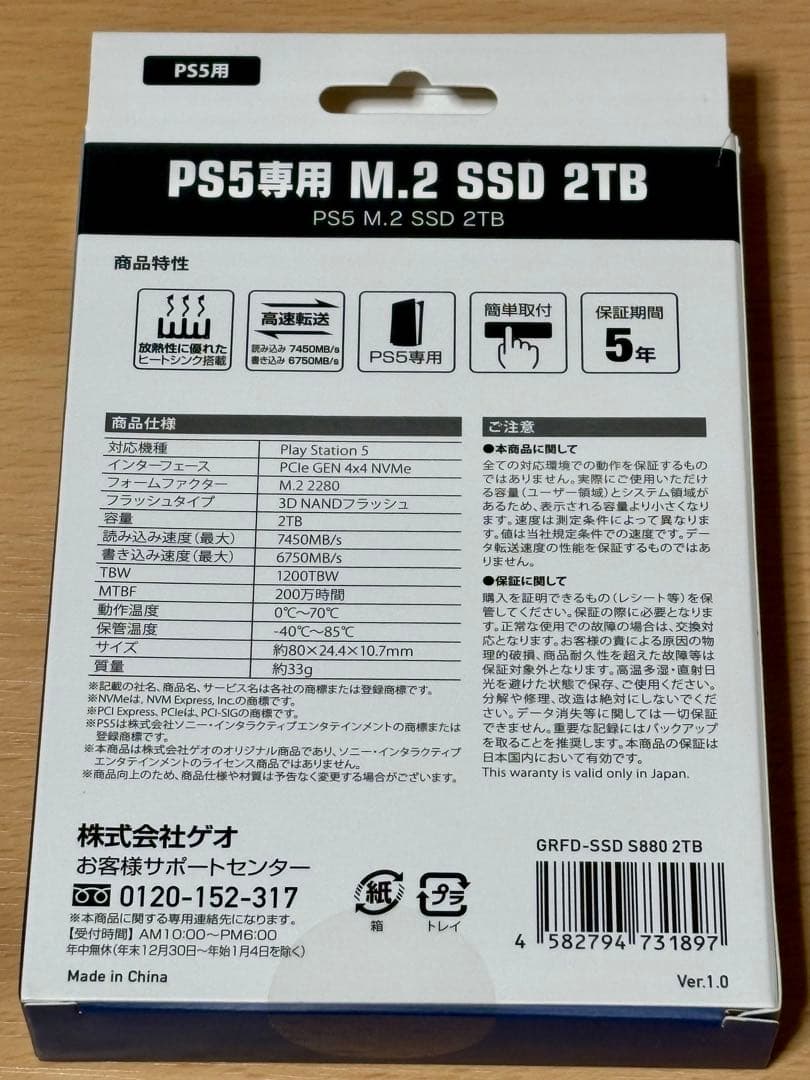 PS5用
PS5専用 M.2 SSD 2TB
PS5 M.2 SSD 2TB
商品特性
放熱性に優れた
ヒートシンク搭載
高速転送
読み込み 7450MB/s
書き込み 6750MB/s
PS5専用
簡単取付
保証期間
5年
商品仕様
対応機種 Play Station 5
インターフェース PCIe GEN 4x4 NVMe
フォームファクター M.2 2280
フラッシュタイプ 3D NANDフラッシュ
容量 2TB
読み込み速度(最大) 7450MB/s
書き込み速度(最大) 6750MB/s
TBW 1200TBW
MTBF 200万時間
動作温度 0℃〜70℃
保管温度 -40℃〜85℃
サイズ 約80×24.4×10.7mm
質量 約33g
※記載の社名、商品名、サービス名は各社の商標または登録商標です。
※NVMeは、NVM Express, Inc.の商標です。
※PCI Express、PCIeは、PCI-SIGの商標です。
※PS5は株式会社ソニー・インタラクティブエンタテインメントの商標または
登録商標です。
※本商品は株式会社ゲオのオリジナル商品であり、ソニー・インタラクティブ
エンタテインメントのライセンス商品ではありません。
※商品向上のため、商品仕様や材質は予告なく変更する場合がございます。
ご注意
●本商品に関して
全ての対応環境での動作を保証するもの
ではありません。実際にご使用いただけ
る容量(ユーザー領域)とシステム領域が
あるため、表示される容量より小さくなり
ます。速度は測定条件によって異なりま
す。値は当社規定条件での速度です。デー
タ転送速度の性能を保証するものではあ
りません。
●保証に関して
購入を証明できるもの(レシート等)を保
管してください。保証の際に必要となりま
す。正常な使用での故障の場合は、交換対
応となります。お客様の責による原因の物
理的破損、商品耐久性を超えた故障等は
保証対象外となります。高温多湿・直射日
光を避けた状態で保存、ご使用ください。
分解や修理、改造は絶対にしないでくだ
さい。データ消失等に関しては一切保証
できません。重要な記録にはバックアップ
を取ることを推奨します。本商品の保証は
日本国内において有効です。
This waranty is valid only in Japan.
株式会社ゲオ
お客様サポートセンター
0120-152-317
※本商品に関する専用連絡先になります。
【受付時間】AM10:00〜PM6:00
年中無休(年末12月30日〜年始1月4日を除く)
Made in China
紙
箱
プラ
トレイ
GRFD-SSD S880 2TB
4 582794 731897
Ver.1.0